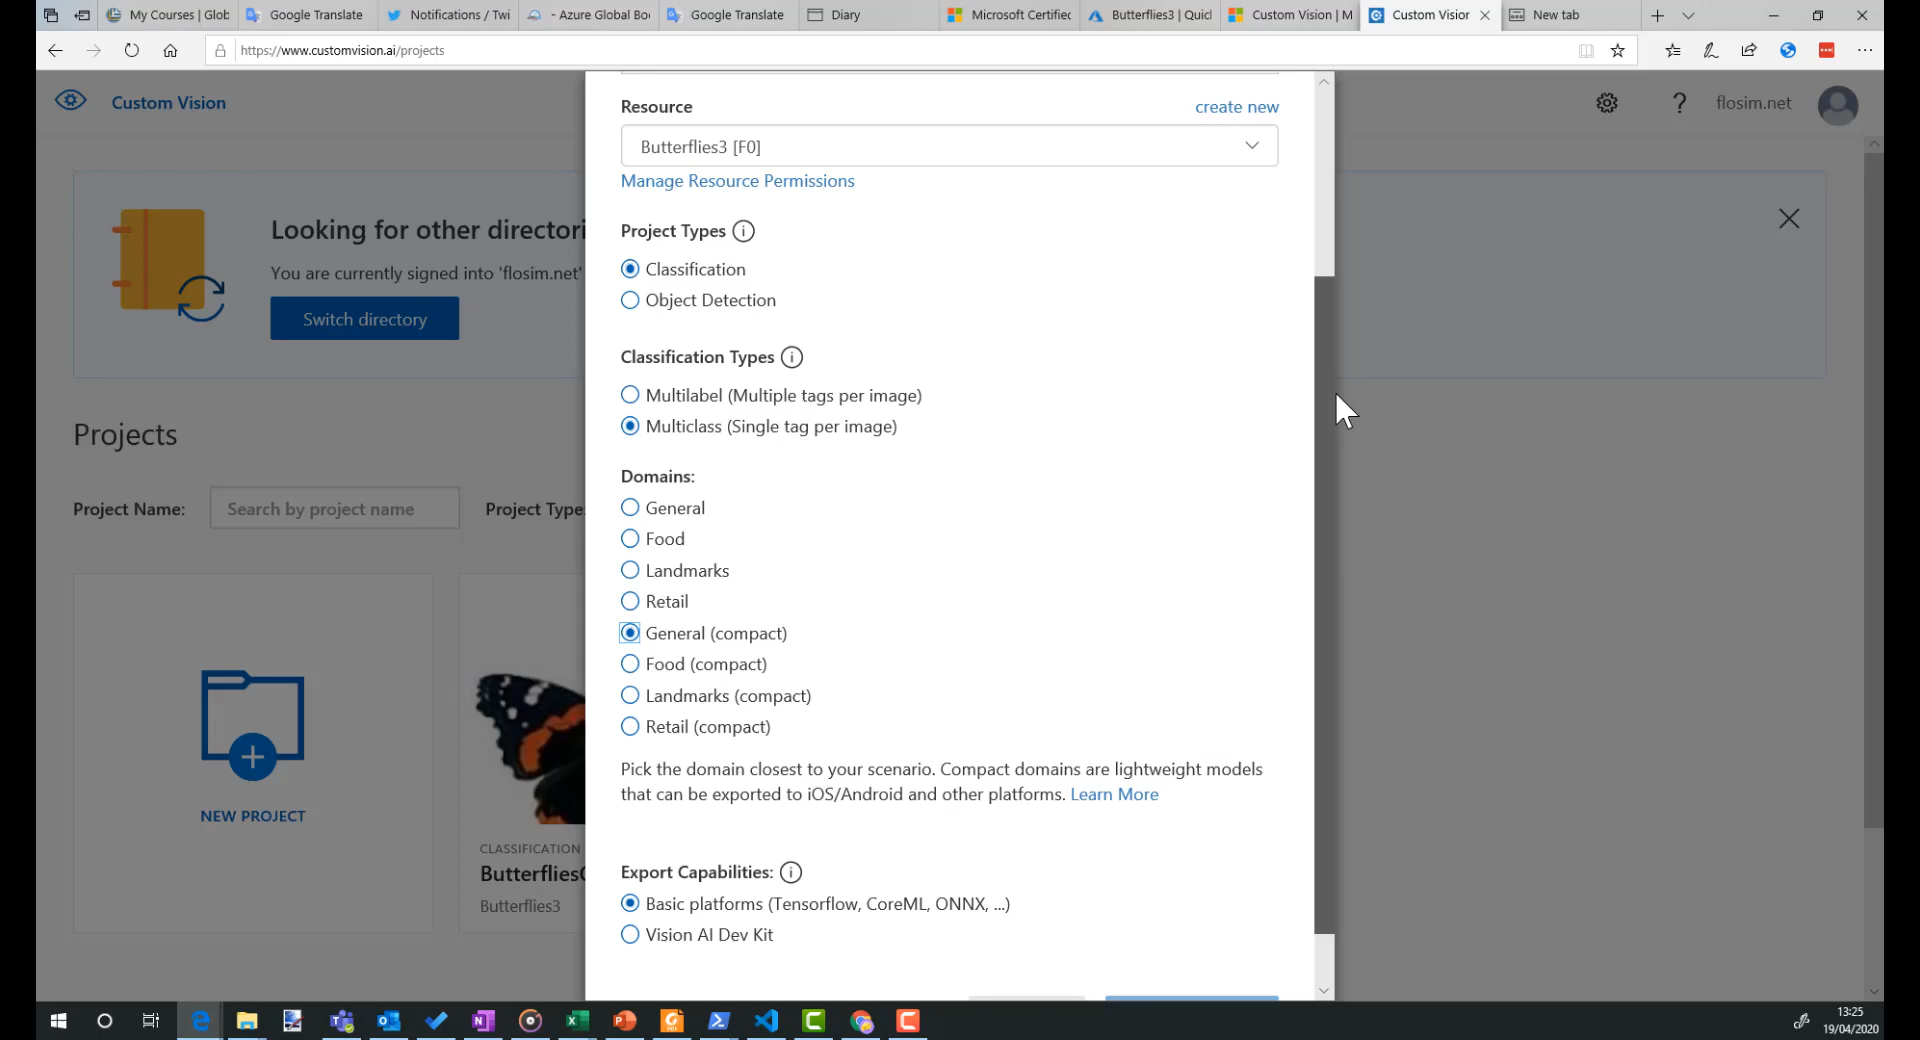 My Courses | Glob
Google Translate
Notifications / Twi
- Azure Global Bo
Google Translate
Diary
Microsoft Certified
Butterflies3 | Quic
Custom Vision | M
Custom Vision
New tab
https://www.customvision.ai/projects
Custom Vision
flosim.net
Looking for other directori
You are currently signed into 'flosim.net'
Switch directory
Projects
Project Name:
Search by project name
Project Type:
NEW PROJECT
CLASSIFICATION
Butterflies
Butterflies3
Resource
create new
Butterflies3 [F0]
Manage Resource Permissions
Project Types
Classification
Object Detection
Classification Types
Multilabel (Multiple tags per image)
Multiclass (Single tag per image)
Domains:
General
Food
Landmarks
Retail
General (compact)
Food (compact)
Landmarks (compact)
Retail (compact)
Pick the domain closest to your scenario. Compact domains are lightweight models
that can be exported to iOS/Android and other platforms. Learn More
Export Capabilities:
Basic platforms (Tensorflow, CoreML, ONNX, ...)
Vision AI Dev Kit
13:25
19/04/2020